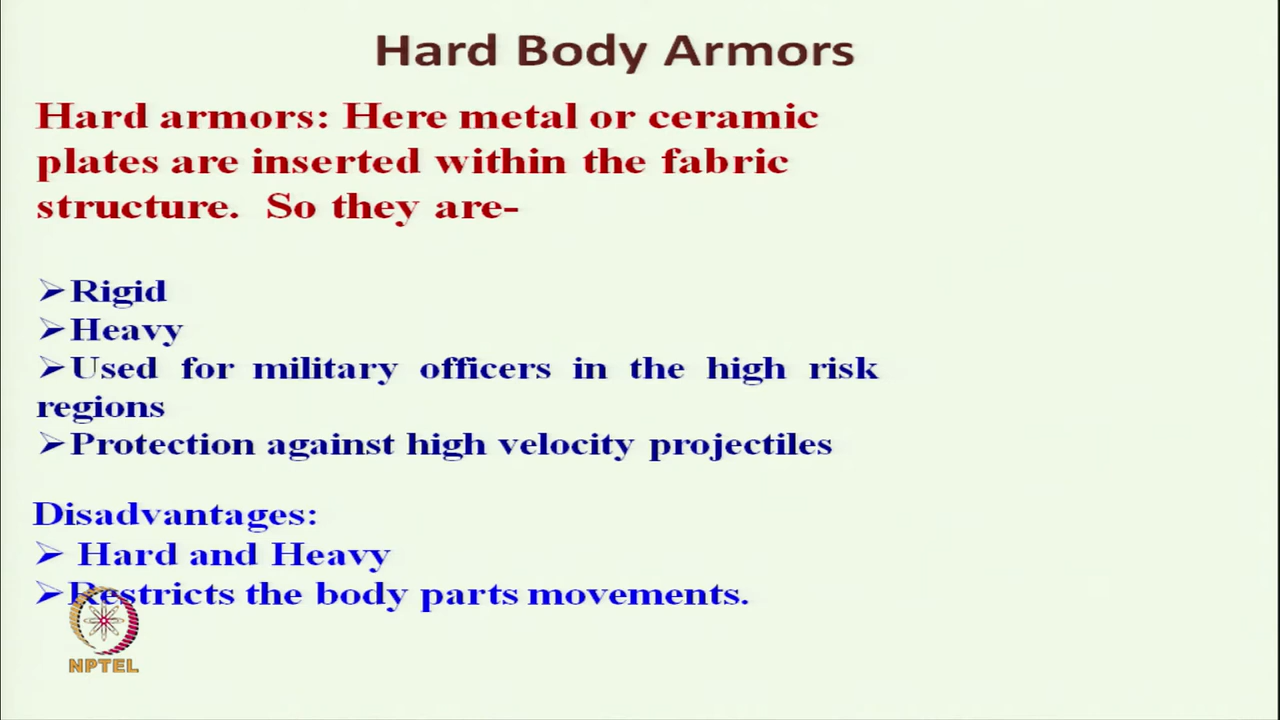 Hard Body Armors
Hard armors: Here metal or ceramic
plates are inserted within the fabric
structure. So they are-
➢Rigid
➢Heavy
➢Used for military officers in the high risk
regions
➢Protection against high velocity projectiles
Disadvantages:
➢ Hard and Heavy
➢Restricts the body parts movements.
NPTEL